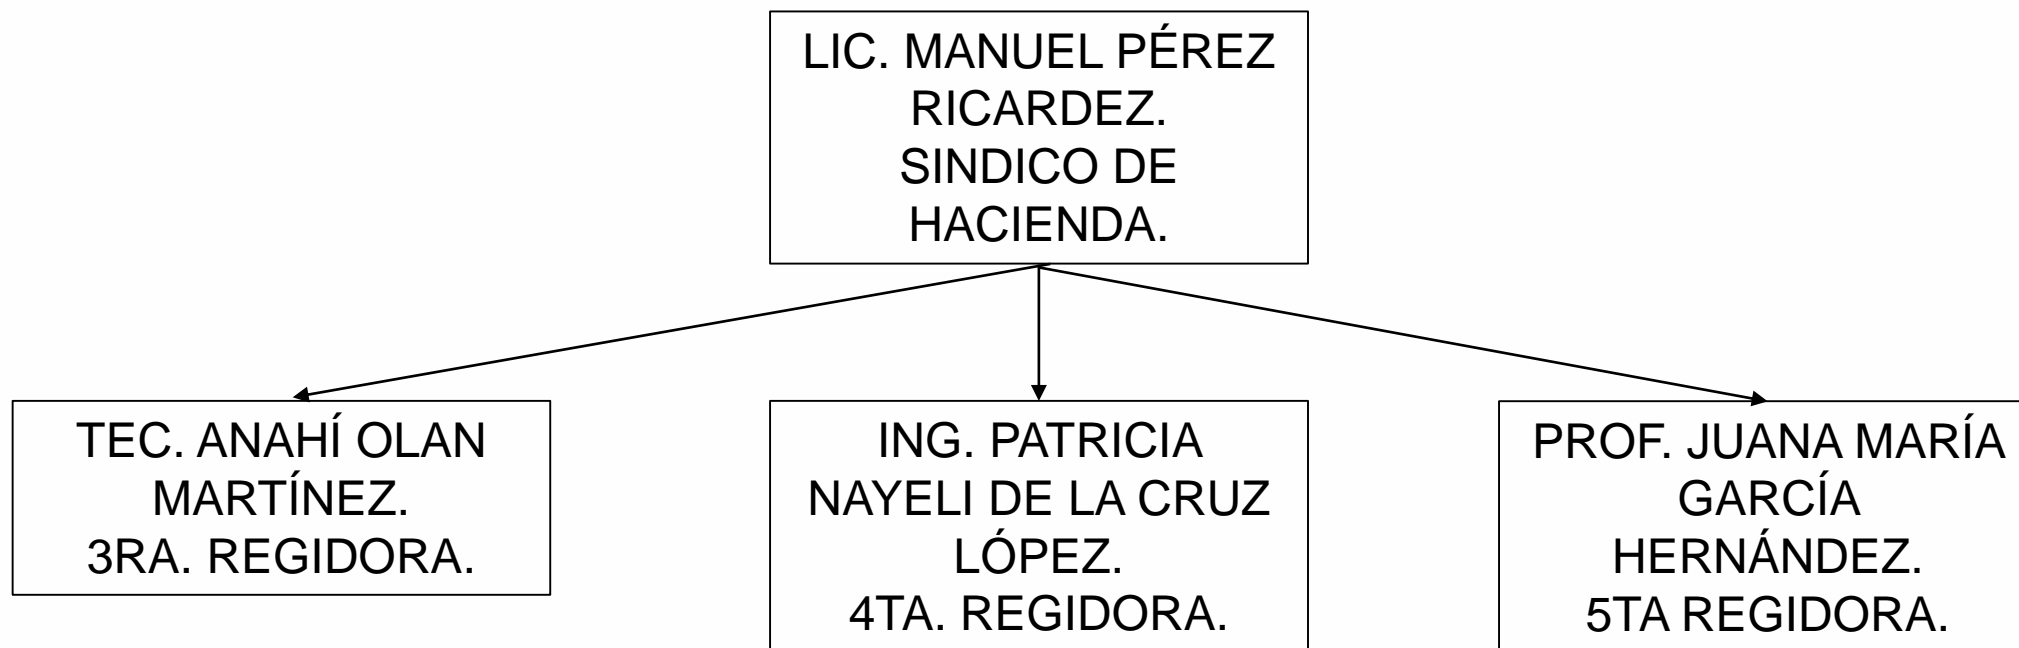 LIC. MANUEL PÉREZ
RICARDEZ.
SINDICO DE
HACIENDA.
TEC. ANAHÍ OLAN
MARTÍNEZ.
3RA. REGIDORA.
ING. PATRICIA
NAYELI DE LA CRUZ
LÓPEZ.
4TA. REGIDORA.
PROF. JUANA MARÍA
GARCÍA
HERNÁNDEZ.
5TA REGIDORA.